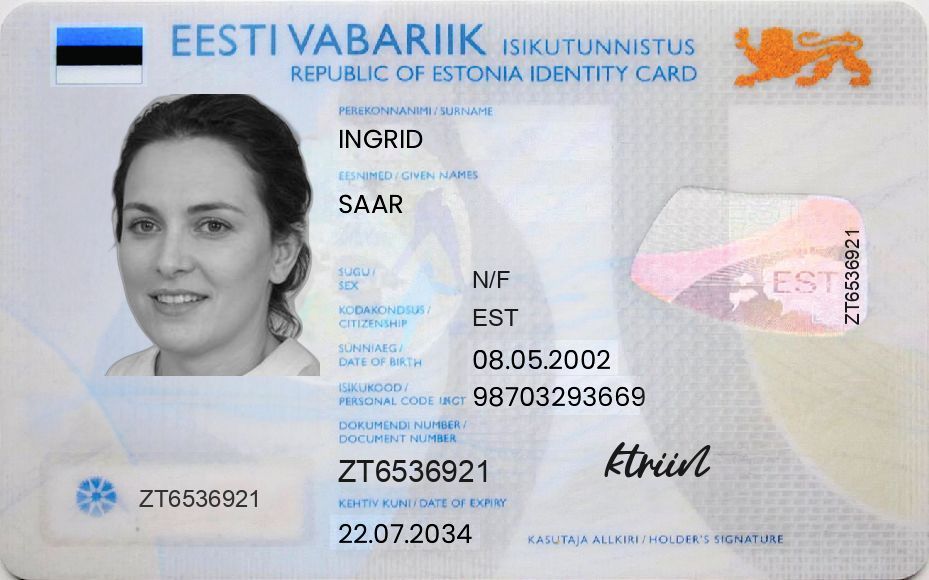 EESTI VABARIIK ISIKUTUNNISTUS
REPUBLIC OF ESTONIA IDENTITY CARD
PEREKONNANIMI / SURNAME
INGRID
EESNIMED / GIVEN NAMES
SAAR
SUGU /
SEX
N/F
KODAKONDSUS /
CITIZENSHIP
EST
SÜNNIAEG /
DATE OF BIRTH
08.05.2002
ISIKUKOOD /
PERSONAL CODE
98703293669
DOKUMENDI NUMBER /
DOCUMENT NUMBER
ZT6536921
KEHTIV KUNI / DATE OF EXPIRY
22.07.2034
ZT6536921
EST
ZT6536921
KASUTAJA ALLKIRI / HOLDER'S SIGNATURE